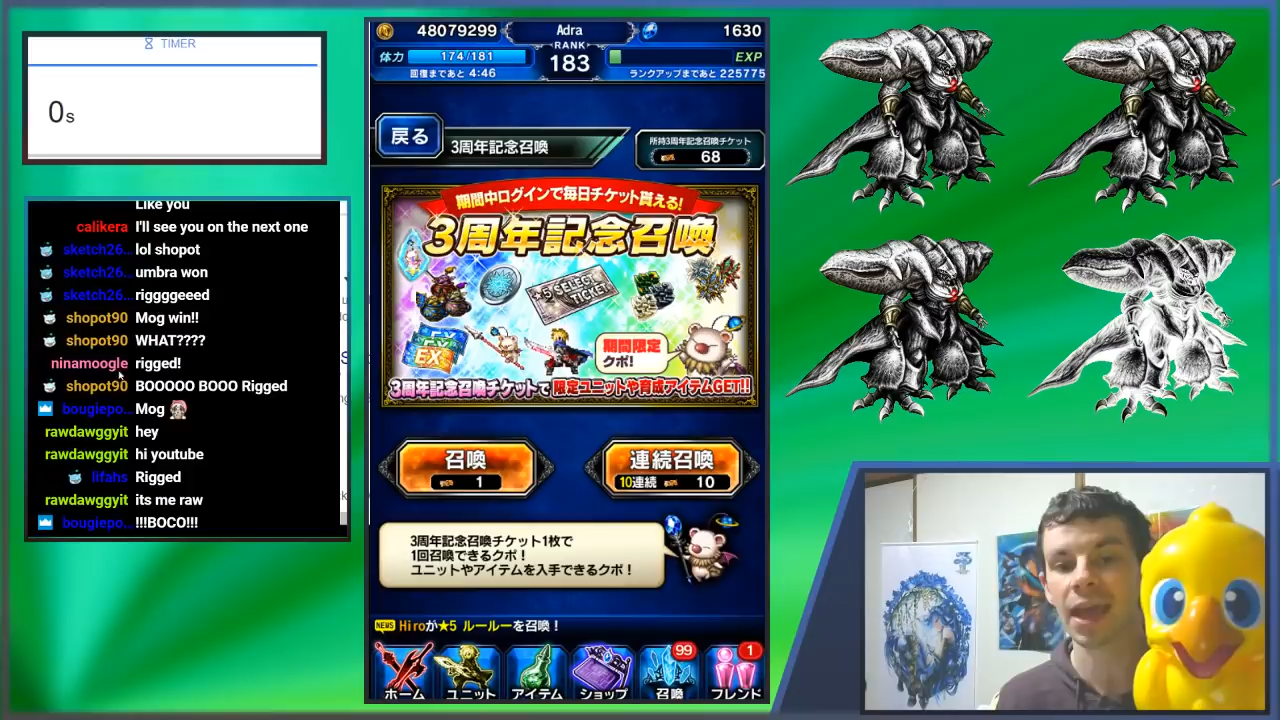 TIMER
0s
Like you
calikera I'll see you on the next one
sketch26... lol shopot
sketch26... umbra won
sketch26... riggggeeed
shopot90 Mog win!!
shopot90 WHAT????
ninamoogle rigged!
shopot90 BOOOOO BOOO Rigged
bougiepo... Mog
rawdawggyit hey
rawdawggyit hi youtube
lifahs Rigged
rawdawggyit its me raw
bougiepo... !!!BOCO!!!
48079299 Adra 1630
体力 174/181 RANK 183 EXP
回復まであと 4:46 ランクアップまであと 225775
戻る 3周年記念召喚
所持3周年記念召喚チケット
68
期間中ログインで毎日チケット貰える!
3周年記念召喚
★5 SELECT TICKET
EX
期間限定
クポ!
3周年記念召喚チケットで限定ユニットや育成アイテムGET!!
召喚
1
連続召喚
10連続 10
3周年記念召喚チケット1枚で
1回召喚できるクポ!
ユニットやアイテムを入手できるクポ!
NEWS Hiroが★5 ルールーを召喚!
99 1
ホーム ユニット アイテム ショップ 召喚 フレンド